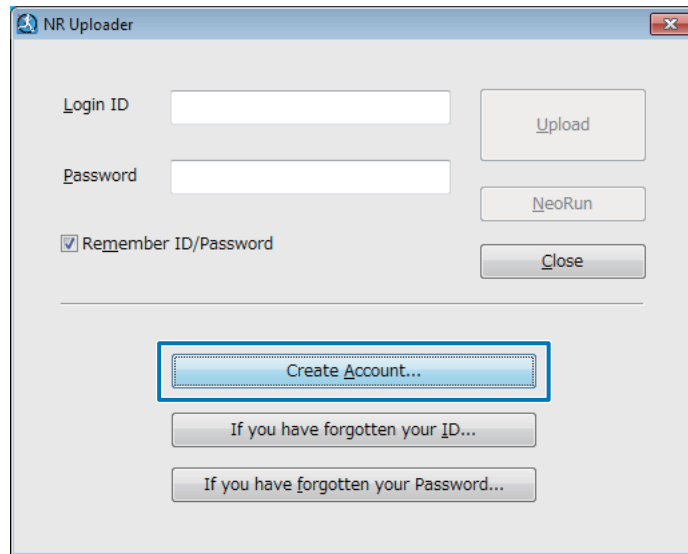 NR Uploader
Login ID
Upload
Password
NeoRun
Remember ID/Password
Close
Create Account...
If you have forgotten your ID...
If you have forgotten your Password...